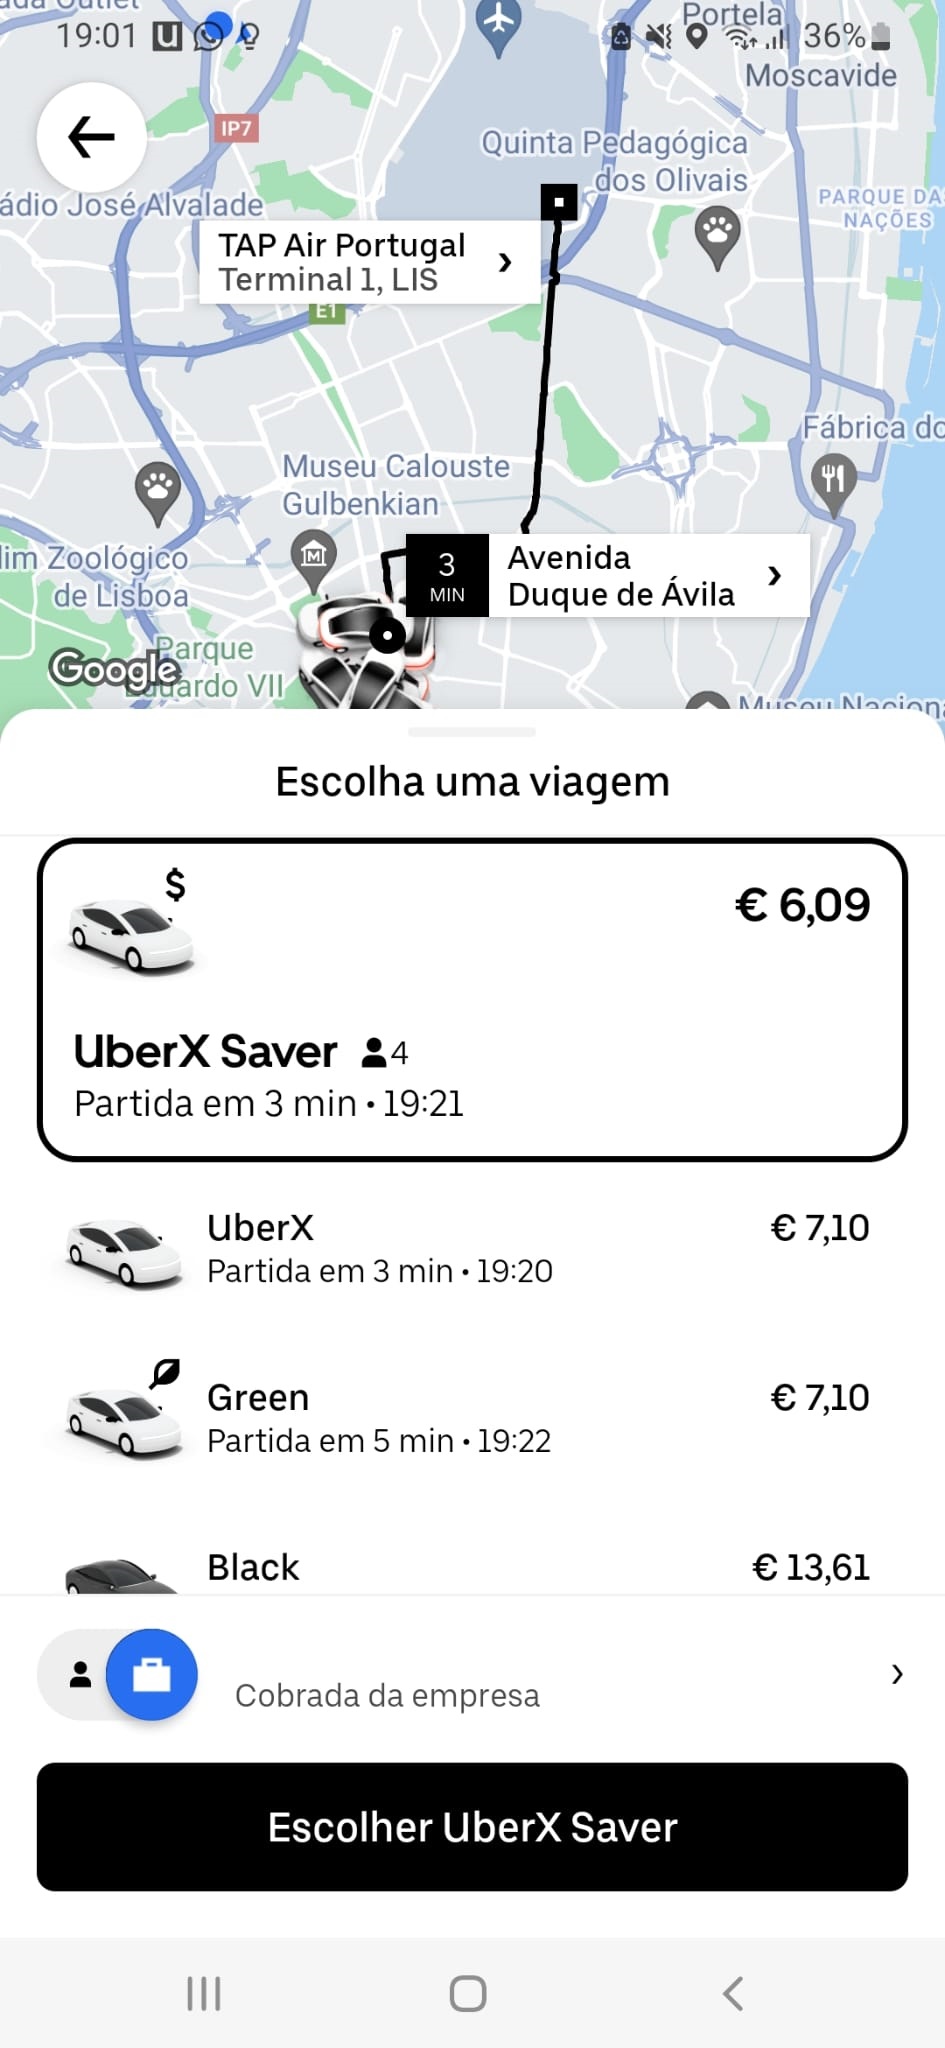 19:01
36%
Portela
Moscavide
IP7
Quinta Pedagógica
dos Olivais
ádio José Alvalade
PARQUE DAS
NAÇÕES
TAP Air Portugal
Terminal 1, LIS
E1
Fábrica do
Museu Calouste
Gulbenkian
dim Zoológico
de Lisboa
3
MIN
Avenida
Duque de Ávila
Parque
Eduardo VII
Google
Museu Naciona
Escolha uma viagem
$
€ 6,09
UberX Saver 4
Partida em 3 min • 19:21
UberX
€ 7,10
Partida em 3 min • 19:20
Green
€ 7,10
Partida em 5 min • 19:22
Black
€ 13,61
Cobrada da empresa
Escolher UberX Saver